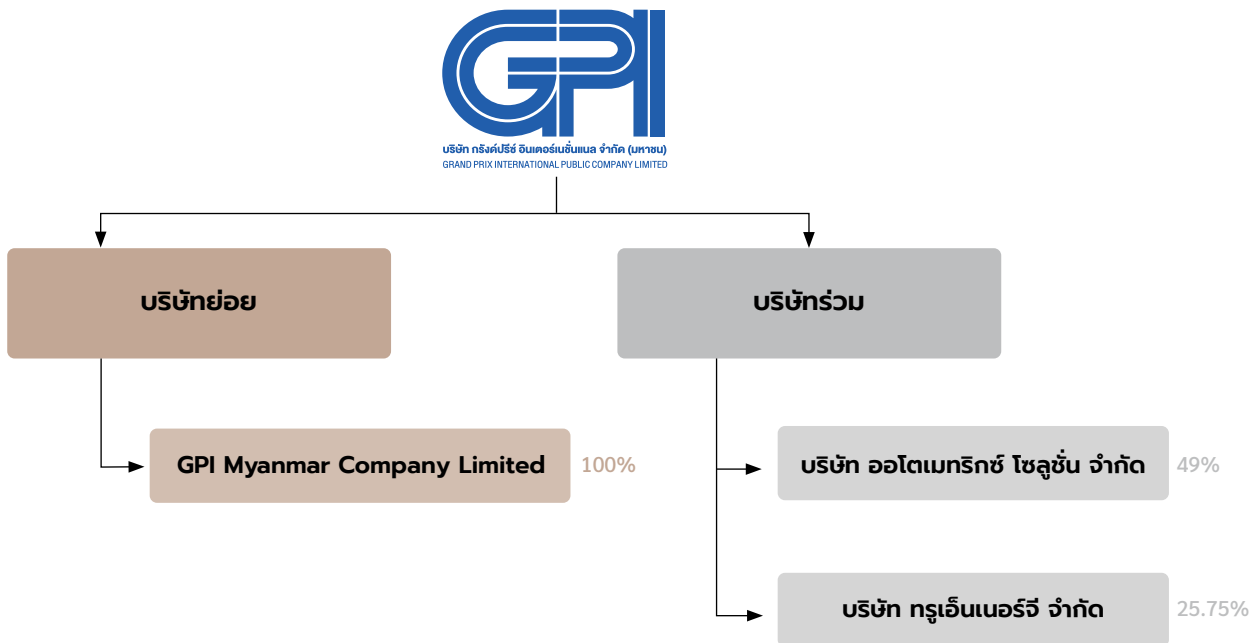 GPI
บริษัท กรังด์ปรีซ์ อินเตอร์เนชั่นแนล จำกัด (มหาชน)
GRAND PRIX INTERNATIONAL PUBLIC COMPANY LIMITED
บริษัทย่อย
บริษัทร่วม
GPI Myanmar Company Limited 100%
บริษัท ออโตเมทริกซ์ โซลูชั่น จำกัด 49%
บริษัท ทรูเอ็นเนอร์จี จำกัด 25.75%